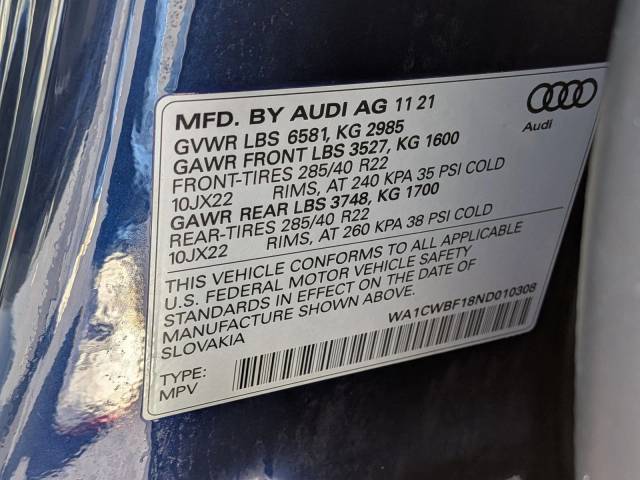 MFD. BY AUDI AG 11 21
GVWR LBS 6581, KG 2985
GAWR FRONT LBS 3527, KG 1600
FRONT-TIRES 285/40 R22
10JX22 RIMS, AT 240 KPA 35 PSI COLD
GAWR REAR LBS 3748, KG 1700
REAR-TIRES 285/40 R22
10JX22 RIMS, AT 260 KPA 38 PSI COLD
THIS VEHICLE CONFORMS TO ALL APPLICABLE
U.S. FEDERAL MOTOR VEHICLE SAFETY
STANDARDS IN EFFECT ON THE DATE OF
MANUFACTURE SHOWN ABOVE.
SLOVAKIA
WA1CWBF18ND010308
TYPE:
MPV
Audi